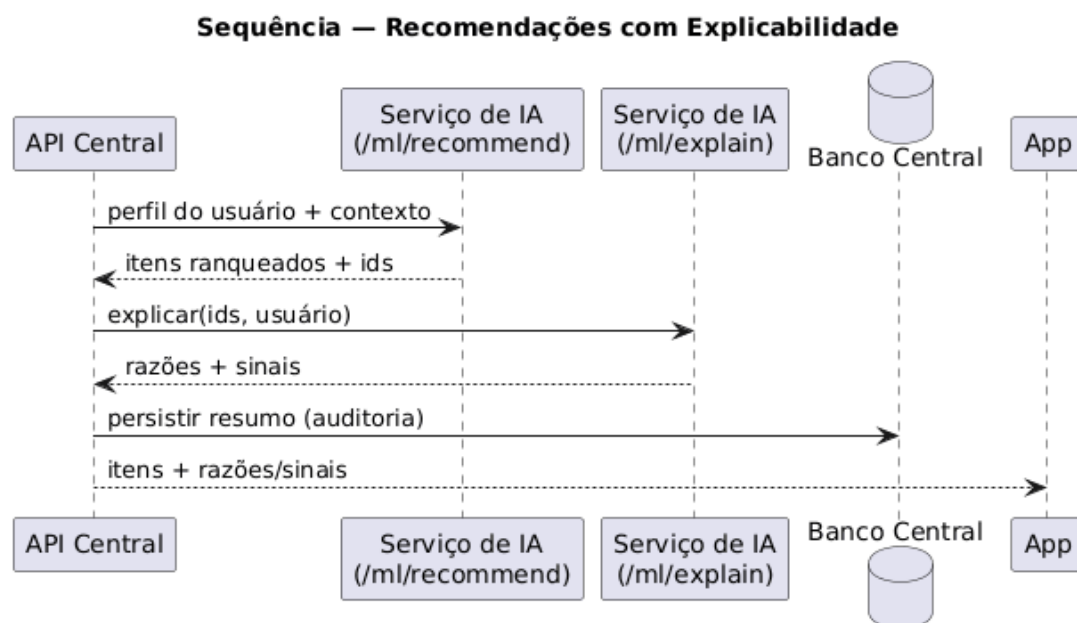 Sequência — Recomendações com Explicabilidade
API Central
Serviço de IA
(/ml/recommend)
Serviço de IA
(/ml/explain)
Banco Central
App
perfil do usuário + contexto
itens ranqueados + ids
explicar(ids, usuário)
razões + sinais
persistir resumo (auditoria)
itens + razões/sinais
API Central
Serviço de IA
(/ml/recommend)
Serviço de IA
(/ml/explain)
Banco Central
App